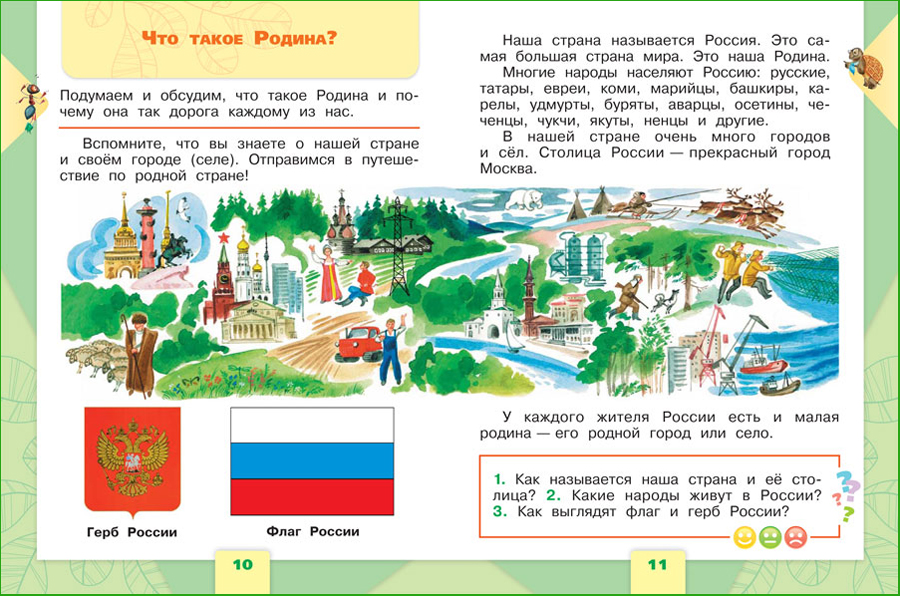 Что такое Родина?
Подумаем и обсудим, что такое Родина и по-
чему она так дорога каждому из нас.
Вспомните, что вы знаете о нашей стране
и своём городе (селе). Отправимся в путеше-
ствие по родной стране!
Герб России
Флаг России
10
Наша страна называется Россия. Это са-
мая большая страна мира. Это наша Родина.
Многие народы населяют Россию: русские,
татары, евреи, коми, марийцы, башкиры, ка-
релы, удмурты, буряты, аварцы, осетины, че-
ченцы, чукчи, якуты, ненцы и другие.
В нашей стране очень много городов
и сёл. Столица России — прекрасный город
Москва.
У каждого жителя России есть и малая
родина — его родной город или село.
1. Как называется наша страна и её сто-
лица? 2. Какие народы живут в России?
3. Как выглядят флаг и герб России?
11